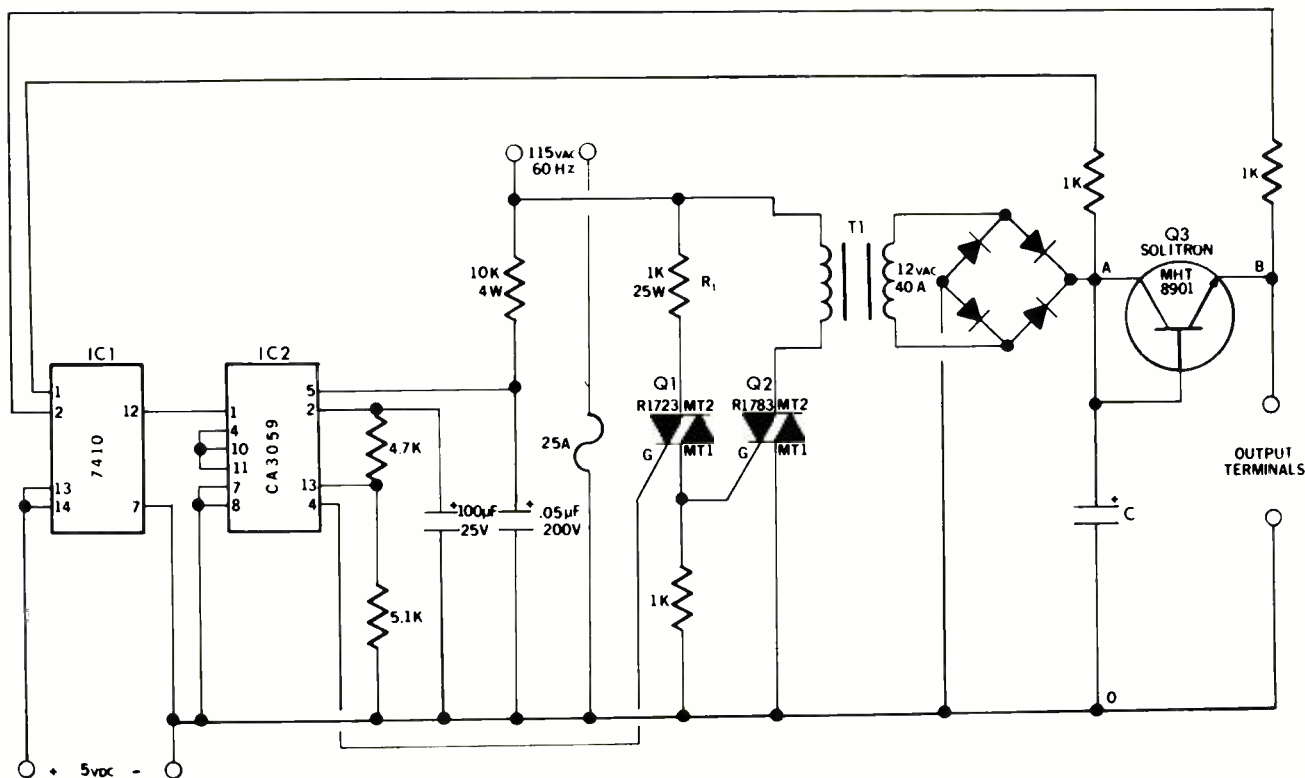 115VAC
60 Hz
1K
1K
Q3
SOLITRON
MHT
8901
A
B
T1
12VAC
40 A
10K
4W
1K
25W
R1
IC1
IC2
1
2
12
13
14
7
7410
1
4
10
11
7
8
5
2
13
4
CA3059
4.7K
5.1K
25A
+
100µF
25V
+
.05µF
200V
Q1
R1723
MT2
G
MT1
Q2
R1783
MT2
G
MT1
1K
OUTPUT
TERMINALS
+
C
O
+ 5VDC -